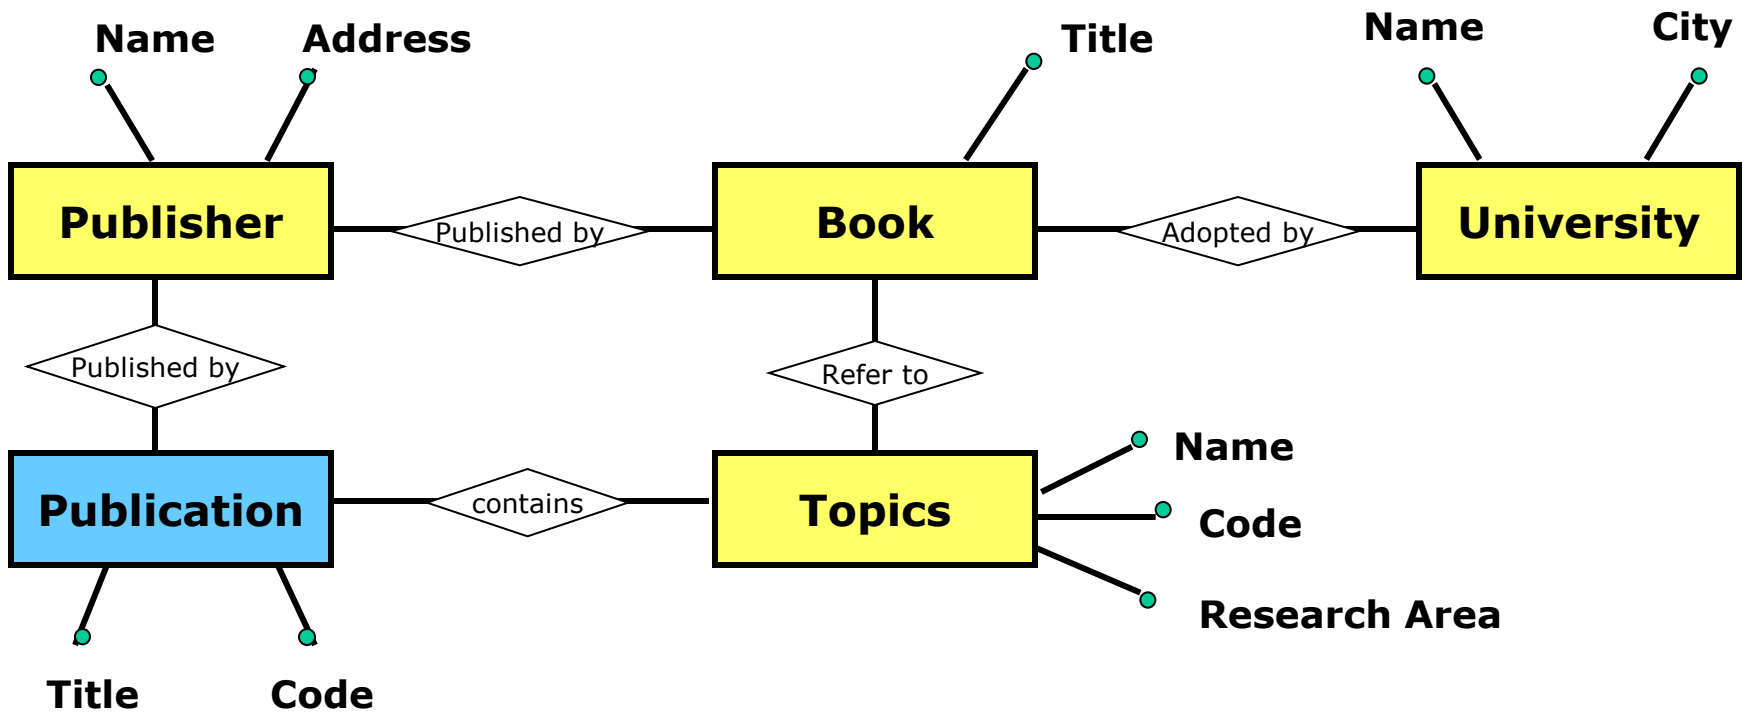 Name
Address
Title
Name
City
Publisher
Published by
Book
Adopted by
University
Published by
Refer to
Publication
contains
Topics
Name
Code
Research Area
Title
Code